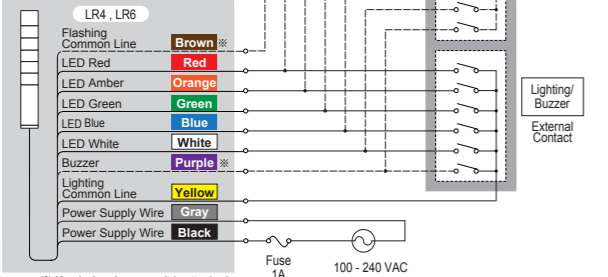 LR4 , LR6
Flashing
Common Line Brown ※
LED Red Red
LED Amber Orange
LED Green Green
LED Blue Blue
LED White White
Buzzer Purple ※
Lighting
Common Line Yellow
Power Supply Wire Gray
Power Supply Wire Black
Fuse
1A
100 - 240 VAC
Lighting/
Buzzer
External
Contact